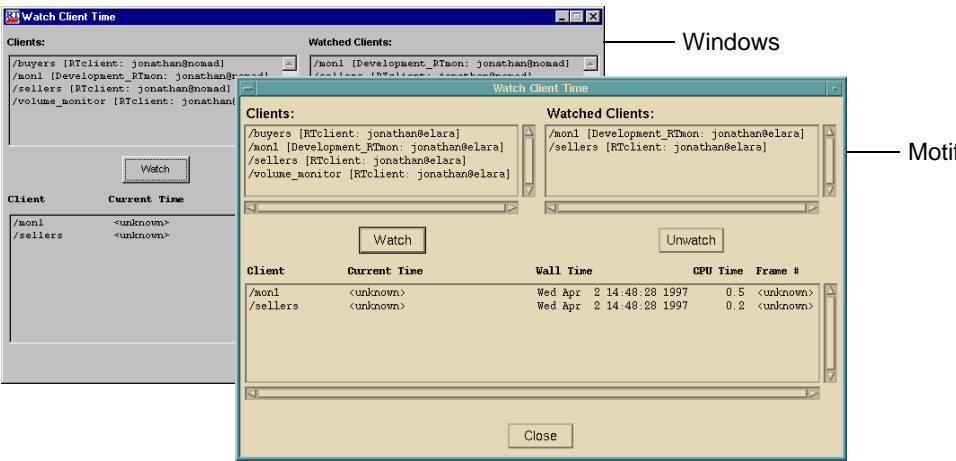 Watch Client Time
Clients:
Watched Clients:
/buyers [RTclient: jonathan@nomad]
/mon1 [Development_RTmon: jonathan@nomad]
/sellers [RTclient: jonathan@nomad]
/volume_monitor [RTclient: jonathan@
/mon1 [Development_RTmon: jonathan@nomad]
/sellers [RTclient: jonathan@nomad]
Watch
Client Current Time
/mon1 <unknown>
/sellers <unknown>
Windows
Watch Client Time
Clients:
Watched Clients:
/buyers [RTclient: jonathan@elara]
/mon1 [Development_RTmon: jonathan@elara]
/sellers [RTclient: jonathan@elara]
/volume_monitor [RTclient: jonathan@elara]
/mon1 [Development_RTmon: jonathan@elara]
/sellers [RTclient: jonathan@elara]
Watch
Unwatch
Client Current Time Wall Time CPU Time Frame #
/mon1 <unknown> Wed Apr 2 14:48:28 1997 0.5 <unknown>
/sellers <unknown> Wed Apr 2 14:48:28 1997 0.2 <unknown>
Close
Motif